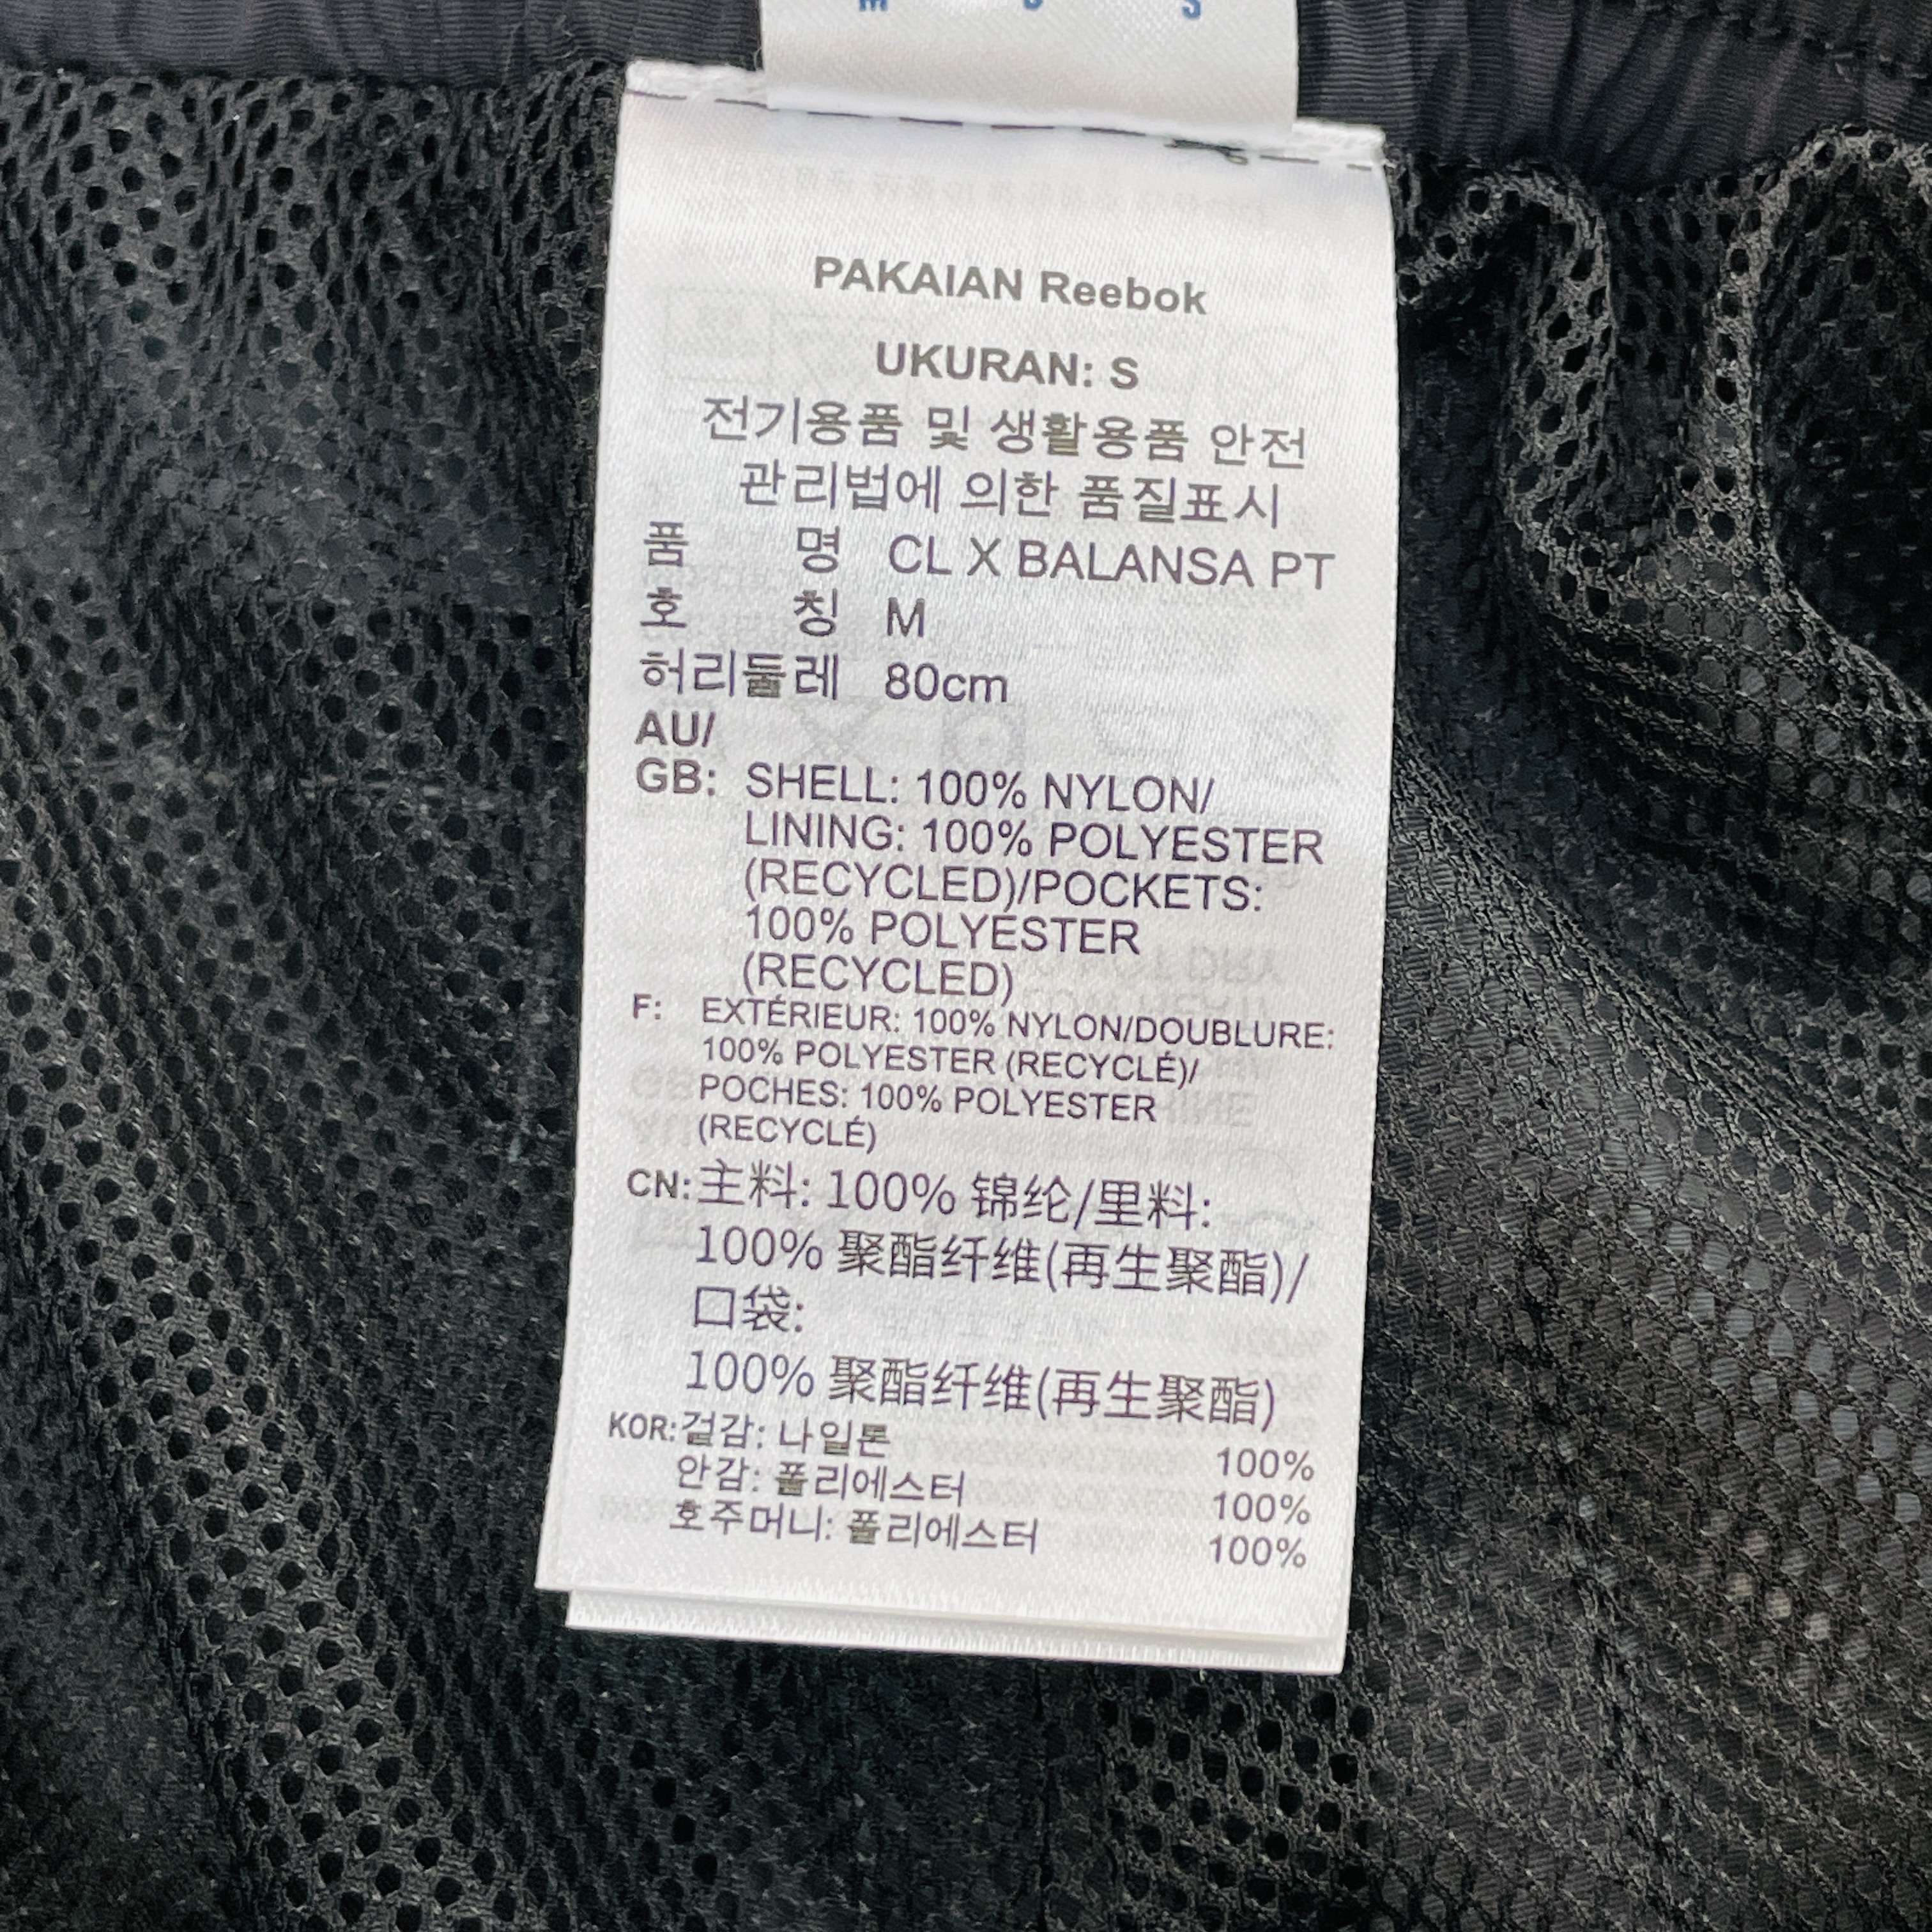 M S S
PAKAIAN Reebok
UKURAN: S
전기용품 및 생활용품 안전
관리법에 의한 품질표시
품 명 CL X BALANSA PT
호 칭 M
허리둘레 80cm
AU/
GB: SHELL: 100% NYLON/
LINING: 100% POLYESTER
(RECYCLED)/POCKETS:
100% POLYESTER
(RECYCLED)
F: EXTÉRIEUR: 100% NYLON/DOUBLURE:
100% POLYESTER (RECYCLÉ)/
POCHES: 100% POLYESTER
(RECYCLÉ)
CN: 主料: 100% 锦纶/里料:
100% 聚酯纤维(再生聚酯)/
口袋:
100% 聚酯纤维(再生聚酯)
KOR: 겉감: 나일론 100%
안감: 폴리에스터 100%
호주머니: 폴리에스터 100%